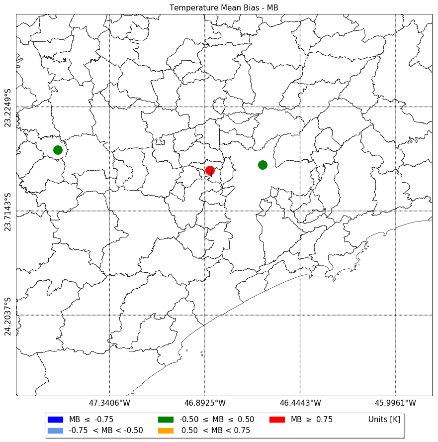 Temperature Mean Bias - MB
23.2249°S
23.7143°S
24.2037°S
47.3406°W 46.8925°W 46.4443°W 45.9961°W
MB ≤ -0.75 -0.50 ≤ MB ≤ 0.50 MB ≥ 0.75 Units [K]
-0.75 < MB < -0.50 0.50 < MB < 0.75